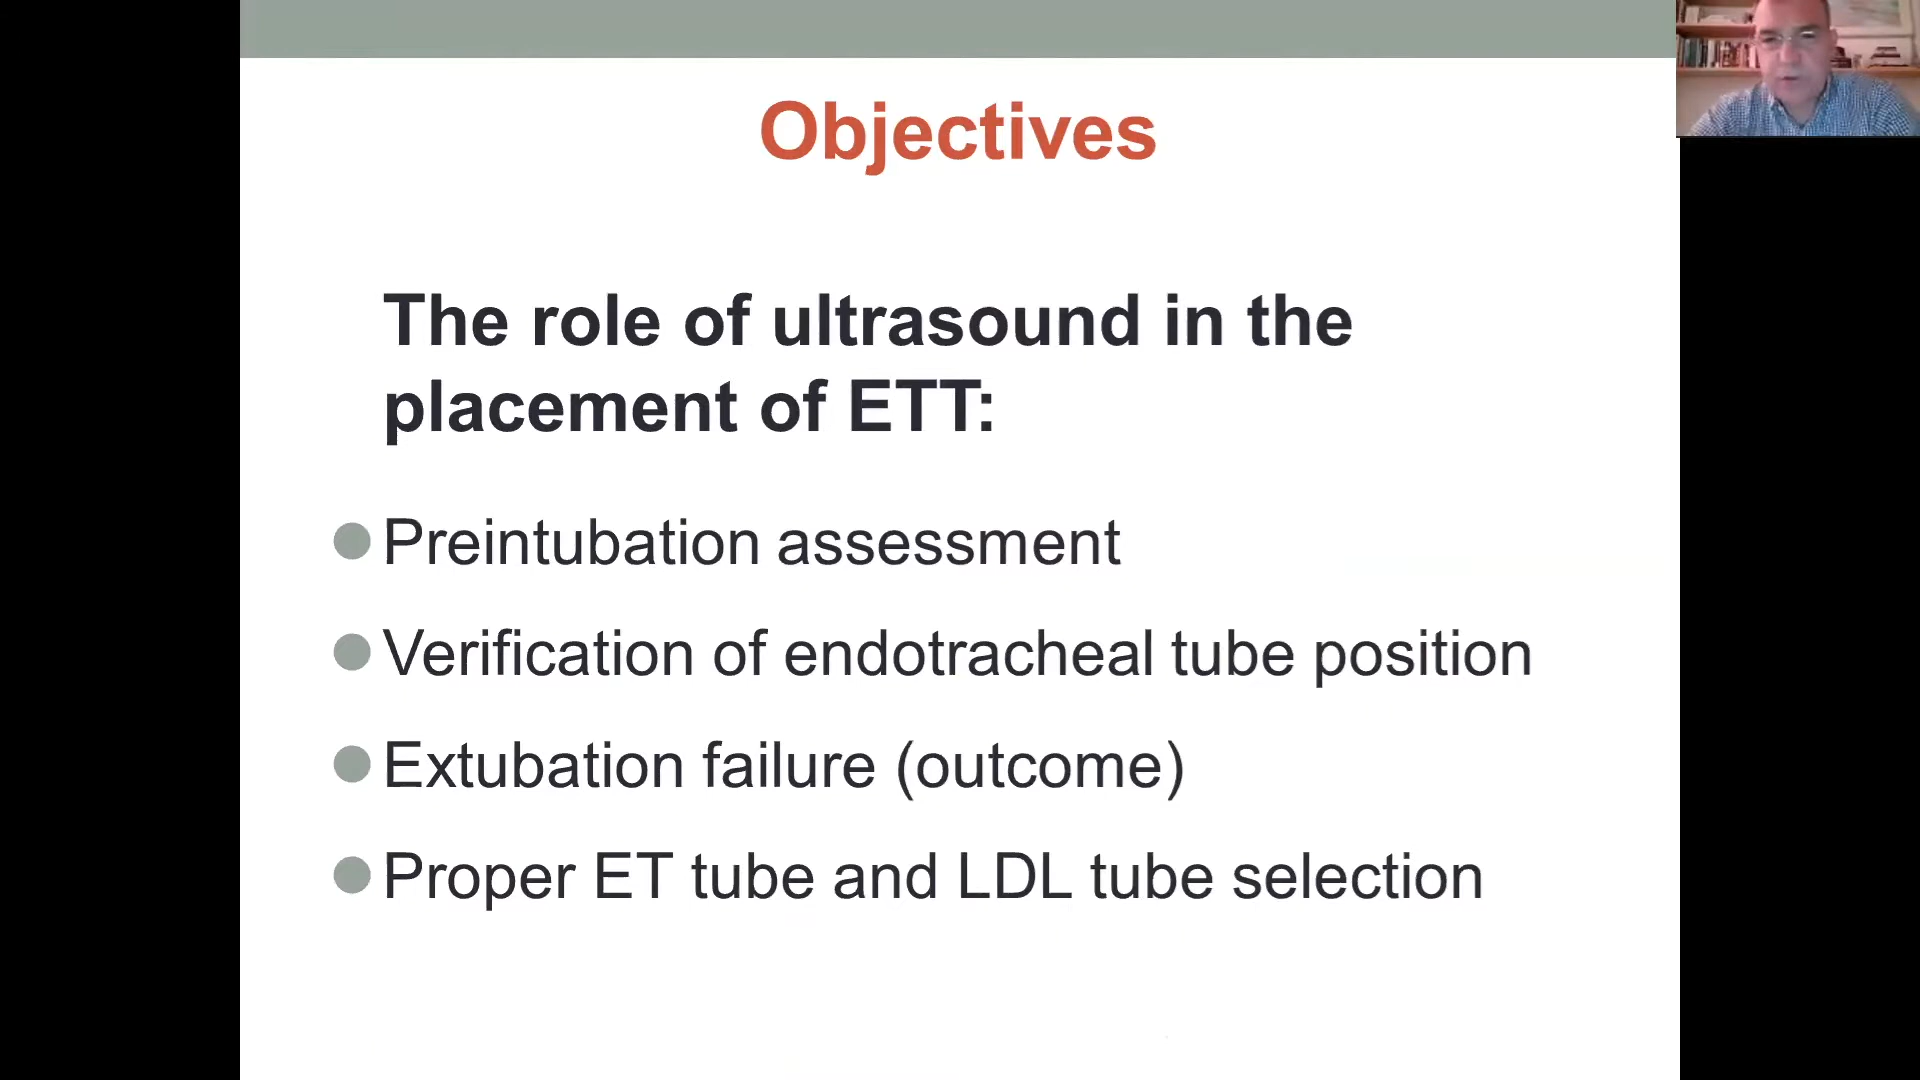 Objectives
The role of ultrasound in the
placement of ETT:
Preintubation assessment
Verification of endotracheal tube position
Extubation failure (outcome)
Proper ET tube and LDL tube selection